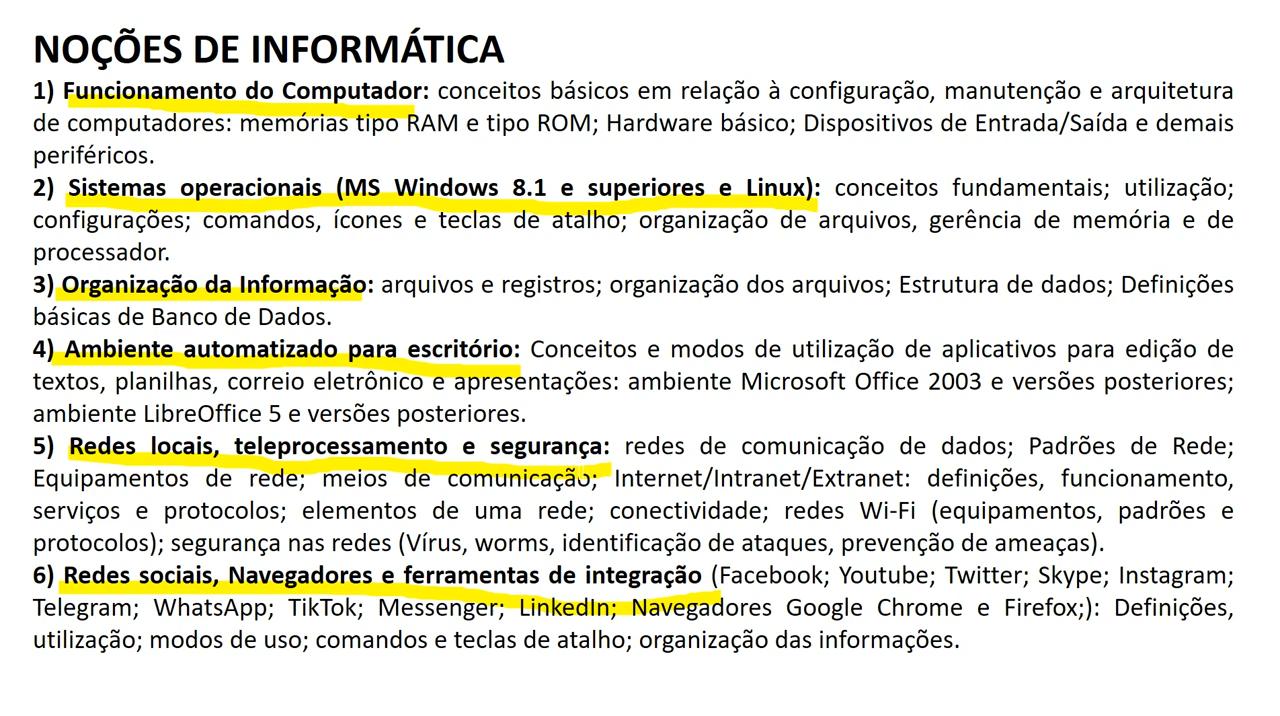 NOÇÕES DE INFORMÁTICA
1) Funcionamento do Computador: conceitos básicos em relação à configuração, manutenção e arquitetura
de computadores: memórias tipo RAM e tipo ROM; Hardware básico; Dispositivos de Entrada/Saída e demais
periféricos.
2) Sistemas operacionais (MS Windows 8.1 e superiores e Linux): conceitos fundamentais; utilização;
configurações; comandos, ícones e teclas de atalho; organização de arquivos, gerência de memória e de
processador.
3) Organização da Informação: arquivos e registros; organização dos arquivos; Estrutura de dados; Definições
básicas de Banco de Dados.
4) Ambiente automatizado para escritório: Conceitos e modos de utilização de aplicativos para edição de
textos, planilhas, correio eletrônico e apresentações: ambiente Microsoft Office 2003 e versões posteriores;
ambiente LibreOffice 5 e versões posteriores.
5) Redes locais, teleprocessamento e segurança: redes de comunicação de dados; Padrões de Rede;
Equipamentos de rede; meios de comunicação; Internet/Intranet/Extranet: definições, funcionamento,
serviços e protocolos; elementos de uma rede; conectividade; redes Wi-Fi (equipamentos, padrões e
protocolos); segurança nas redes (Vírus, worms, identificação de ataques, prevenção de ameaças).
6) Redes sociais, Navegadores e ferramentas de integração (Facebook; Youtube; Twitter; Skype; Instagram;
Telegram; WhatsApp; TikTok; Messenger; LinkedIn; Navegadores Google Chrome e Firefox;): Definições,
utilização; modos de uso; comandos e teclas de atalho; organização das informações.